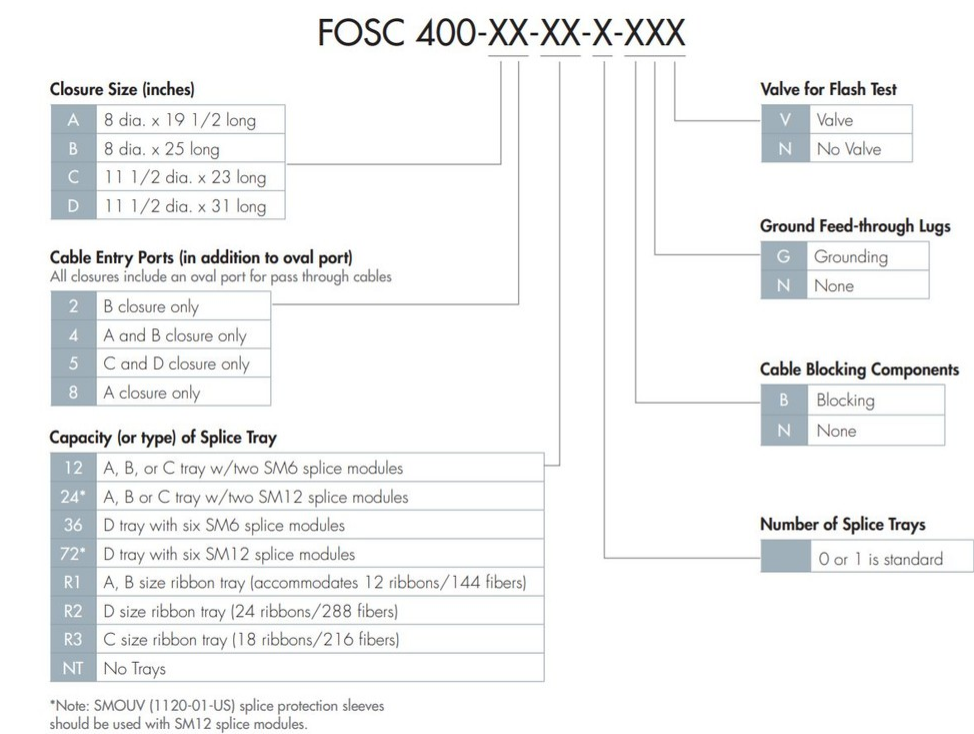 FOSC 400-XX-XX-X-XXX
Closure Size (inches)
A 8 dia. x 19 1/2 long
B 8 dia. x 25 long
C 11 1/2 dia. x 23 long
D 11 1/2 dia. x 31 long
Cable Entry Ports (in addition to oval port)
All closures include an oval port for pass through cables
2 B closure only
4 A and B closure only
5 C and D closure only
8 A closure only
Capacity (or type) of Splice Tray
12 A, B, or C tray w/two SM6 splice modules
24* A, B or C tray w/two SM12 splice modules
36 D tray with six SM6 splice modules
72* D tray with six SM12 splice modules
R1 A, B size ribbon tray (accommodates 12 ribbons/144 fibers)
R2 D size ribbon tray (24 ribbons/288 fibers)
R3 C size ribbon tray (18 ribbons/216 fibers)
NT No Trays
*Note: SMOUV (1120-01-US) splice protection sleeves
should be used with SM12 splice modules.
Valve for Flash Test
V Valve
N No Valve
Ground Feed-through Lugs
G Grounding
N None
Cable Blocking Components
B Blocking
N None
Number of Splice Trays
0 or 1 is standard